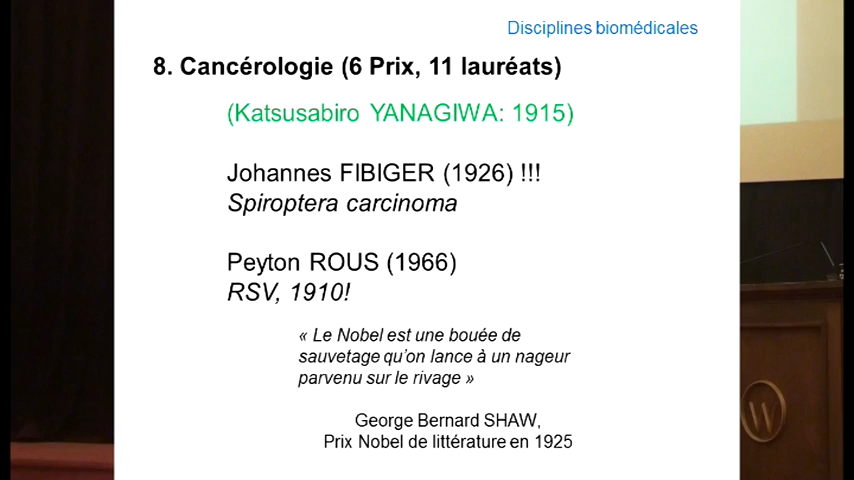 Disciplines biomédicales
8. Cancérologie (6 Prix, 11 lauréats)
(Katsusabiro YANAGIWA: 1915)
Johannes FIBIGER (1926) !!!
Spiroptera carcinoma
Peyton ROUS (1966)
RSV, 1910!
« Le Nobel est une bouée de
sauvetage qu'on lance à un nageur
parvenu sur le rivage »
George Bernard SHAW,
Prix Nobel de littérature en 1925
W